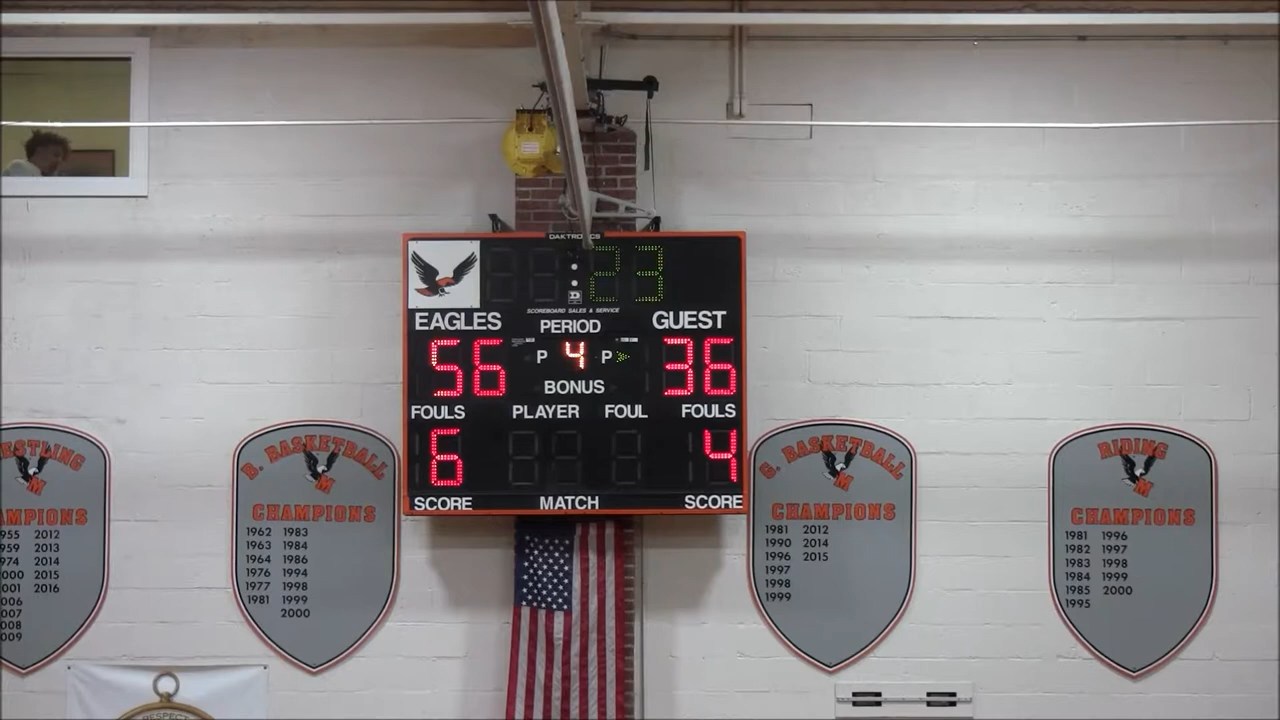 DAKTRONICS
23
SCOREBOARD SALES & SERVICE
EAGLES PERIOD GUEST
56 P 4 P 36
BONUS
FOULS PLAYER FOUL FOULS
6 4
SCORE MATCH SCORE
ESTLING
M
AMPIONS
955 2012
959 2013
974 2014
000 2015
001 2016
006
007
008
009
B. BASKETBALL
M
CHAMPIONS
1962 1983
1963 1984
1964 1986
1976 1994
1977 1998
1981 1999
2000
G. BASKETBALL
M
CHAMPIONS
1981 2012
1990 2014
1996 2015
1997
1998
1999
RIDING
M
CHAMPIONS
1981 1996
1982 1997
1983 1998
1984 1999
1985 2000
1995
RESPECT